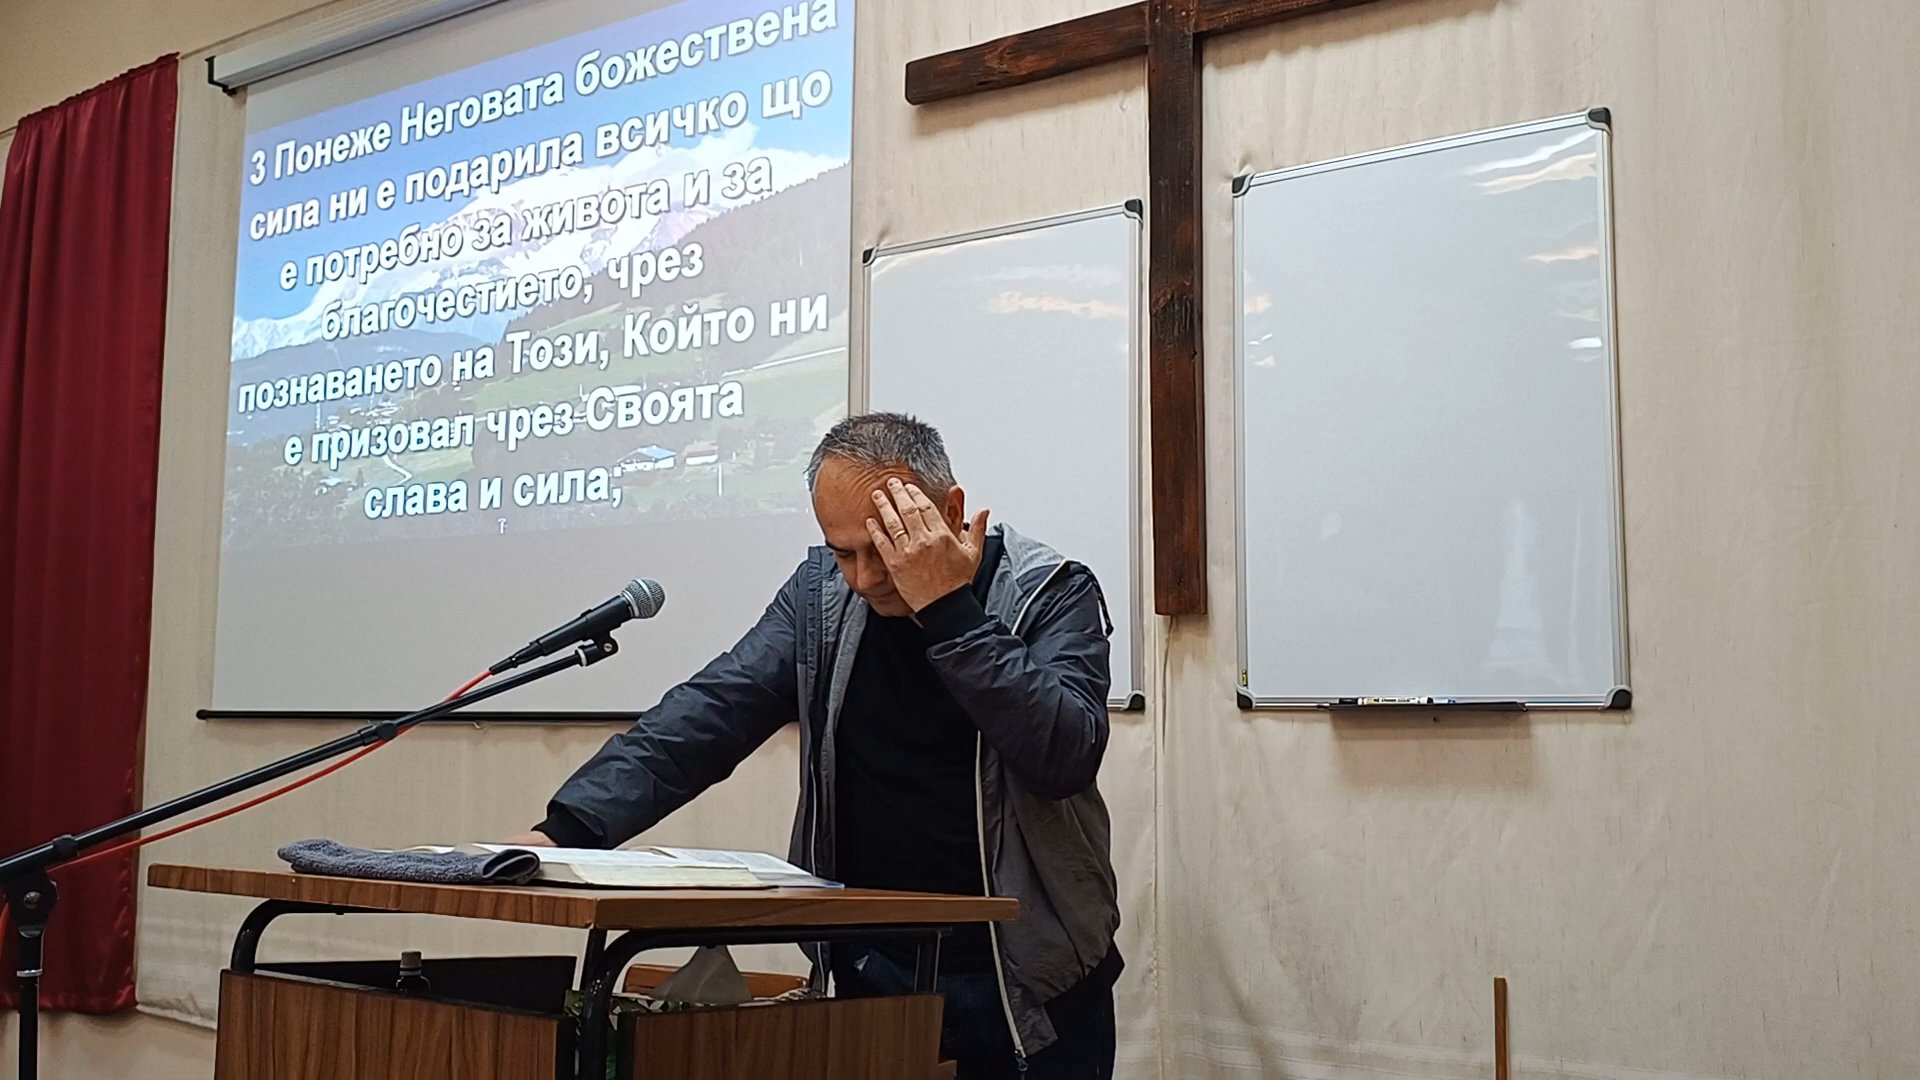 3 Понеже Неговата божествена
сила ни е подарила всичко що
е потребно за живота и за
благочестието, чрез
познаването на Този, Който ни
е призовал чрез Своята
слава и сила;